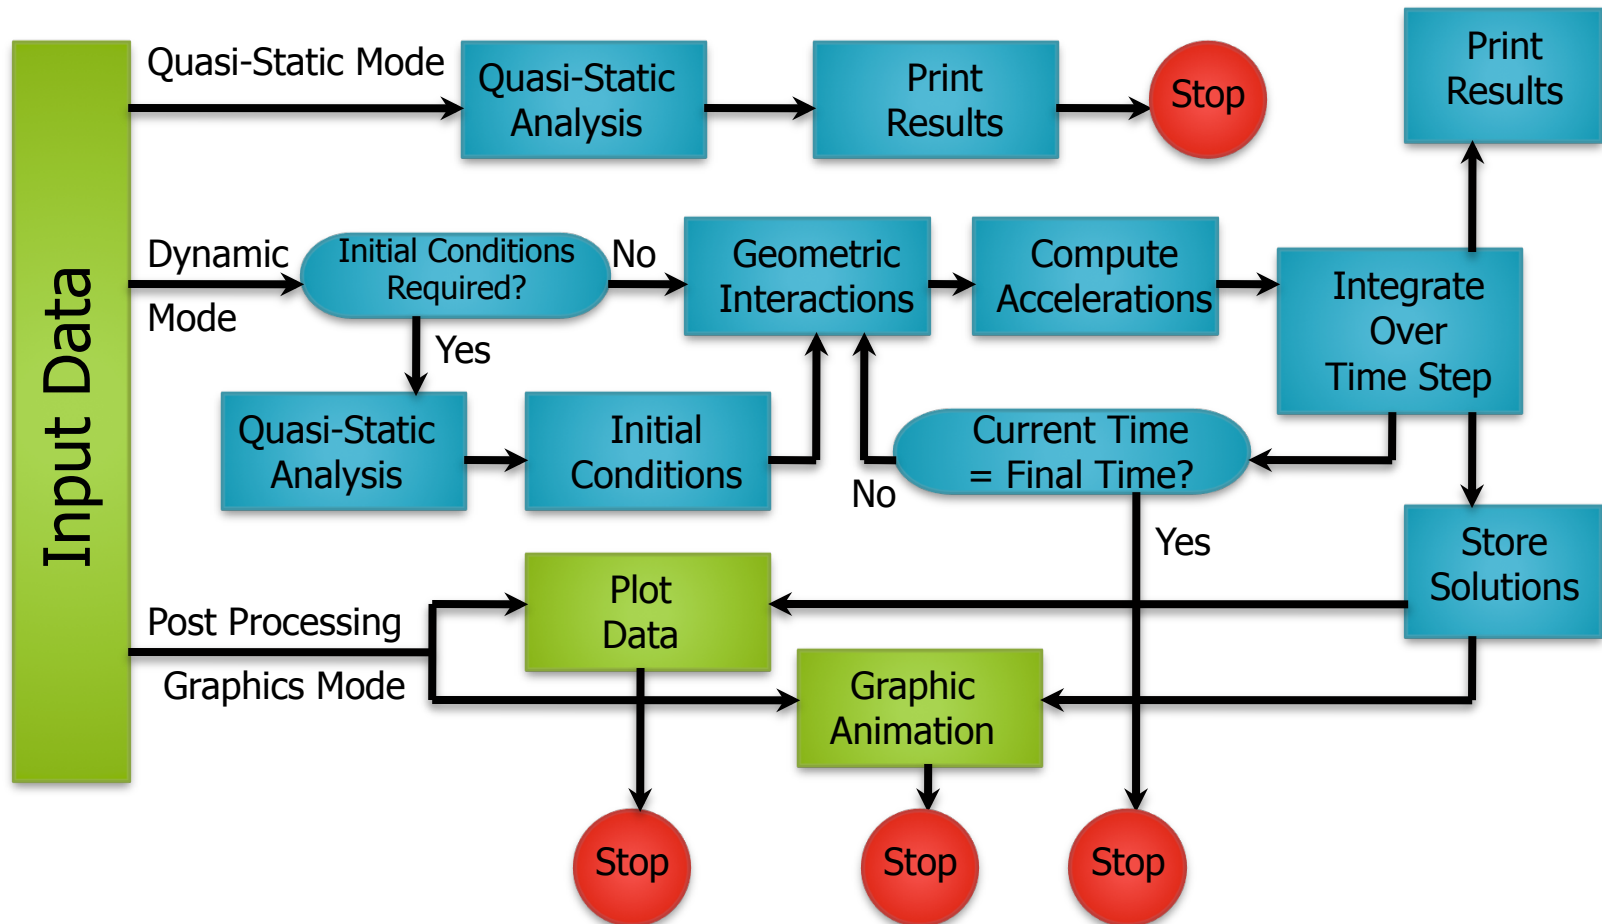 Input Data
Quasi-Static Mode
Quasi-Static
Analysis
Print
Results
Stop
Print
Results
Dynamic
Mode
Initial Conditions
Required?
No
Yes
Geometric
Interactions
Compute
Accelerations
Integrate
Over
Time Step
Quasi-Static
Analysis
Initial
Conditions
Current Time
= Final Time?
No
Yes
Store
Solutions
Post Processing
Graphics Mode
Plot
Data
Graphic
Animation
Stop
Stop
Stop